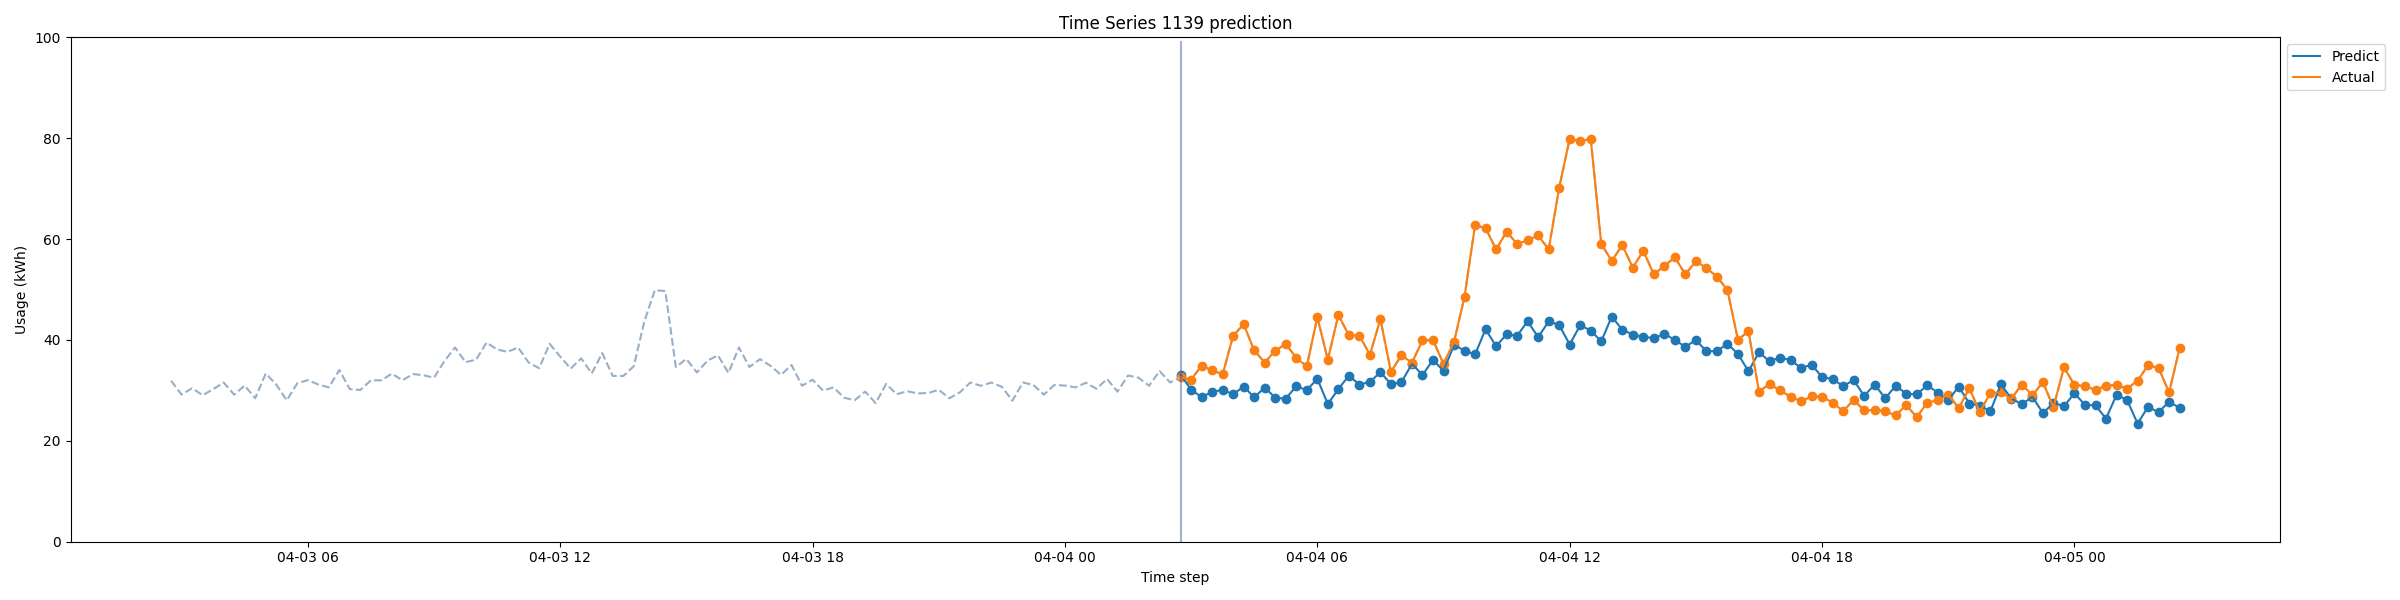 Time Series 1139 prediction
100
80
60
40
20
0
Usage (kWh)
04-03 06
04-03 12
04-03 18
04-04 00
04-04 06
04-04 12
04-04 18
04-05 00
Time step
Predict
Actual